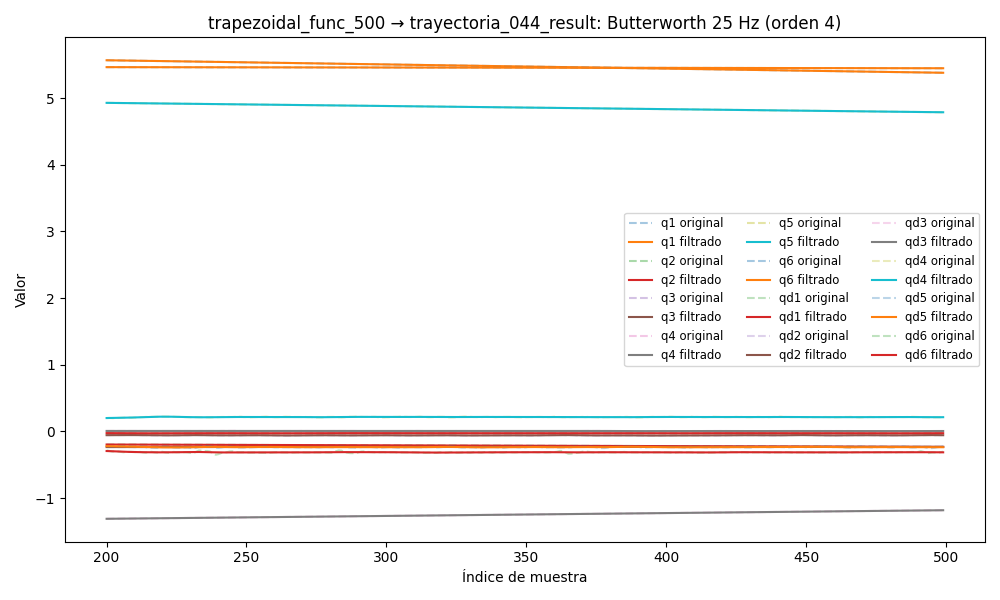 trapezoidal_func_500 → trayectoria_044_result: Butterworth 25 Hz (orden 4)
Valor
5
4
3
2
1
0
−1
q1 original
q1 filtrado
q2 original
q2 filtrado
q3 original
q3 filtrado
q4 original
q4 filtrado
q5 original
q5 filtrado
q6 original
q6 filtrado
qd1 original
qd1 filtrado
qd2 original
qd2 filtrado
qd3 original
qd3 filtrado
qd4 original
qd4 filtrado
qd5 original
qd5 filtrado
qd6 original
qd6 filtrado
200
250
300
350
400
450
500
Índice de muestra